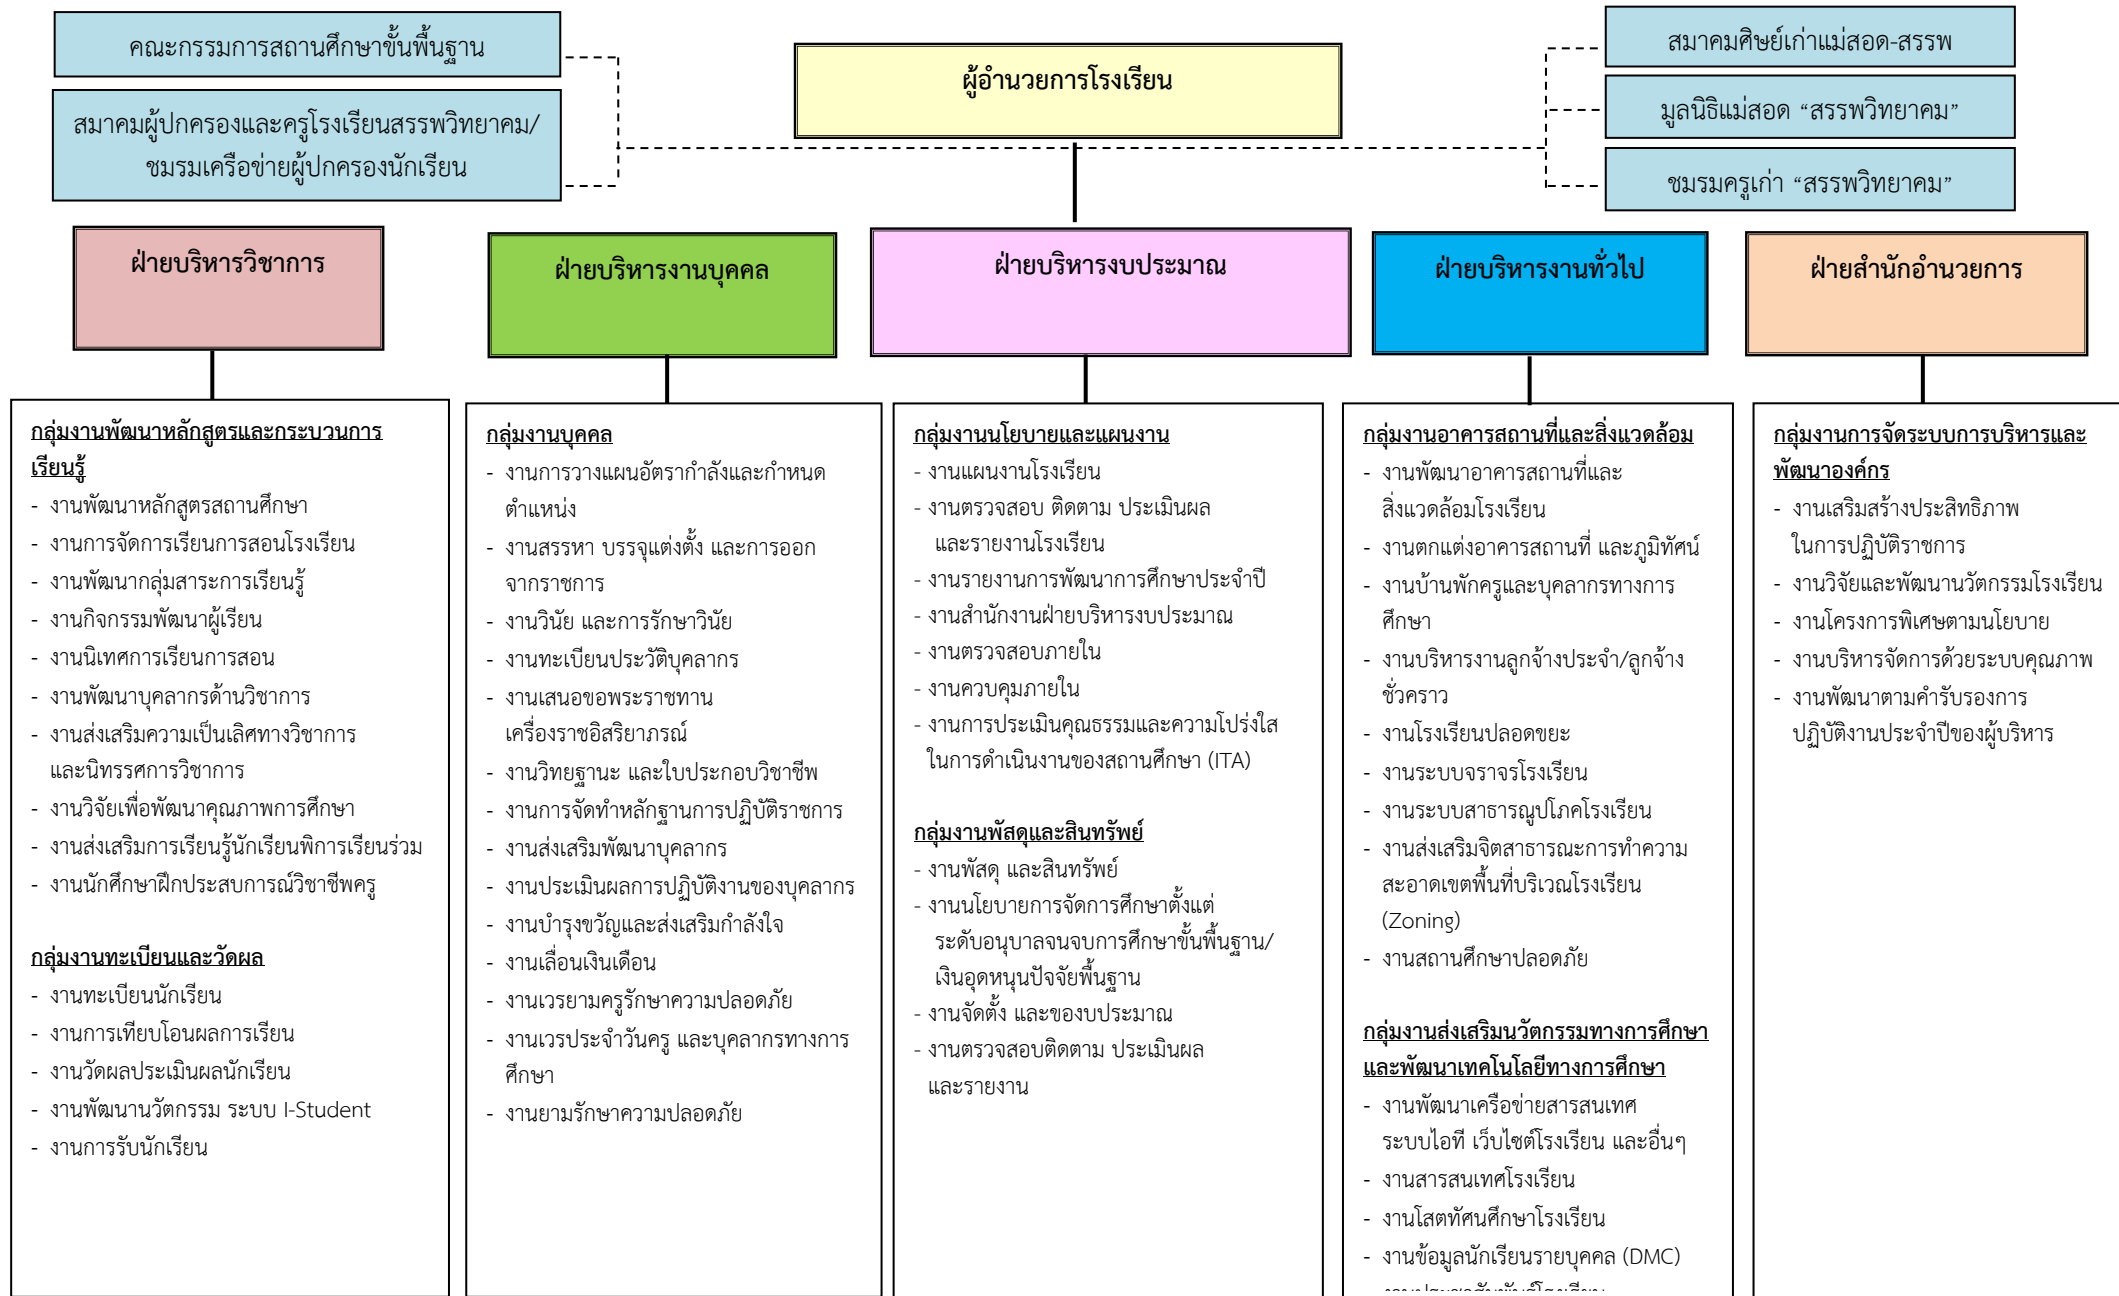 คณะกรรมการสถานศึกษาขั้นพื้นฐาน
สมาคมผู้ปกครองและครูโรงเรียนสรรพวิทยาคม/
ชมรมเครือข่ายผู้ปกครองนักเรียน
ผู้อำนวยการโรงเรียน
สมาคมศิษย์เก่าแม่สอด-สรรพ
มูลนิธิแม่สอด “สรรพวิทยาคม”
ชมรมครูเก่า “สรรพวิทยาคม”
ฝ่ายบริหารวิชาการ
ฝ่ายบริหารงานบุคคล
ฝ่ายบริหารงบประมาณ
ฝ่ายบริหารงานทั่วไป
ฝ่ายสำนักอำนวยการ
กลุ่มงานพัฒนาหลักสูตรและกระบวนการ
เรียนรู้
- งานพัฒนาหลักสูตรสถานศึกษา
- งานการจัดการเรียนการสอนโรงเรียน
- งานพัฒนากลุ่มสาระการเรียนรู้
- งานกิจกรรมพัฒนาผู้เรียน
- งานนิเทศการเรียนการสอน
- งานพัฒนาบุคลากรด้านวิชาการ
- งานส่งเสริมความเป็นเลิศทางวิชาการ
และนิทรรศการวิชาการ
- งานวิจัยเพื่อพัฒนาคุณภาพการศึกษา
- งานส่งเสริมการเรียนรู้นักเรียนพิการเรียนร่วม
- งานนักศึกษาฝึกประสบการณ์วิชาชีพครู
กลุ่มงานทะเบียนและวัดผล
- งานทะเบียนนักเรียน
- งานการเทียบโอนผลการเรียน
- งานวัดผลประเมินผลนักเรียน
- งานพัฒนานวัตกรรม ระบบ I-Student
- งานการรับนักเรียน
กลุ่มงานบุคคล
- งานการวางแผนอัตรากำลังและกำหนด
ตำแหน่ง
- งานสรรหา บรรจุแต่งตั้ง และการออก
จากราชการ
- งานวินัย และการรักษาวินัย
- งานทะเบียนประวัติบุคลากร
- งานเสนอขอพระราชทาน
เครื่องราชอิสริยาภรณ์
- งานวิทยฐานะ และใบประกอบวิชาชีพ
- งานการจัดทำหลักฐานการปฏิบัติราชการ
- งานส่งเสริมพัฒนาบุคลากร
- งานประเมินผลการปฏิบัติงานของบุคลากร
- งานบำรุงขวัญและส่งเสริมกำลังใจ
- งานเลื่อนเงินเดือน
- งานเวรยามครูรักษาความปลอดภัย
- งานเวรประจำวันครู และบุคลากรทางการ
ศึกษา
- งานยามรักษาความปลอดภัย
กลุ่มงานนโยบายและแผนงาน
- งานแผนงานโรงเรียน
- งานตรวจสอบ ติดตาม ประเมินผล
และรายงานโรงเรียน
- งานรายงานการพัฒนาการศึกษาประจำปี
- งานสำนักงานฝ่ายบริหารงบประมาณ
- งานตรวจสอบภายใน
- งานควบคุมภายใน
- งานการประเมินคุณธรรมและความโปร่งใส
ในการดำเนินงานของสถานศึกษา (ITA)
กลุ่มงานพัสดุและสินทรัพย์
- งานพัสดุ และสินทรัพย์
- งานนโยบายการจัดการศึกษาตั้งแต่
ระดับอนุบาลจนจบการศึกษาขั้นพื้นฐาน/
เงินอุดหนุนปัจจัยพื้นฐาน
- งานจัดตั้ง และของบประมาณ
- งานตรวจสอบติดตาม ประเมินผล
และรายงาน
กลุ่มงานอาคารสถานที่และสิ่งแวดล้อม
- งานพัฒนาอาคารสถานที่และ
สิ่งแวดล้อมโรงเรียน
- งานตกแต่งอาคารสถานที่ และภูมิทัศน์
- งานบ้านพักครูและบุคลากรทางการ
ศึกษา
- งานบริหารงานลูกจ้างประจำ/ลูกจ้าง
ชั่วคราว
- งานโรงเรียนปลอดขยะ
- งานระบบจราจรโรงเรียน
- งานระบบสาธารณูปโภคโรงเรียน
- งานส่งเสริมจิตสาธารณะการทำความ
สะอาดเขตพื้นที่บริเวณโรงเรียน
(Zoning)
- งานสถานศึกษาปลอดภัย
กลุ่มงานส่งเสริมนวัตกรรมทางการศึกษา
และพัฒนาเทคโนโลยีทางการศึกษา
- งานพัฒนาเครือข่ายสารสนเทศ
ระบบไอที เว็บไซต์โรงเรียน และอื่นๆ
- งานสารสนเทศโรงเรียน
- งานโสตทัศนศึกษาโรงเรียน
- งานข้อมูลนักเรียนรายบุคคล (DMC)
กลุ่มงานการจัดระบบการบริหารและ
พัฒนาองค์กร
- งานเสริมสร้างประสิทธิภาพ
ในการปฏิบัติราชการ
- งานวิจัยและพัฒนานวัตกรรมโรงเรียน
- งานโครงการพิเศษตามนโยบาย
- งานบริหารจัดการด้วยระบบคุณภาพ
- งานพัฒนาตามคำรับรองการ
ปฏิบัติงานประจำปีของผู้บริหาร